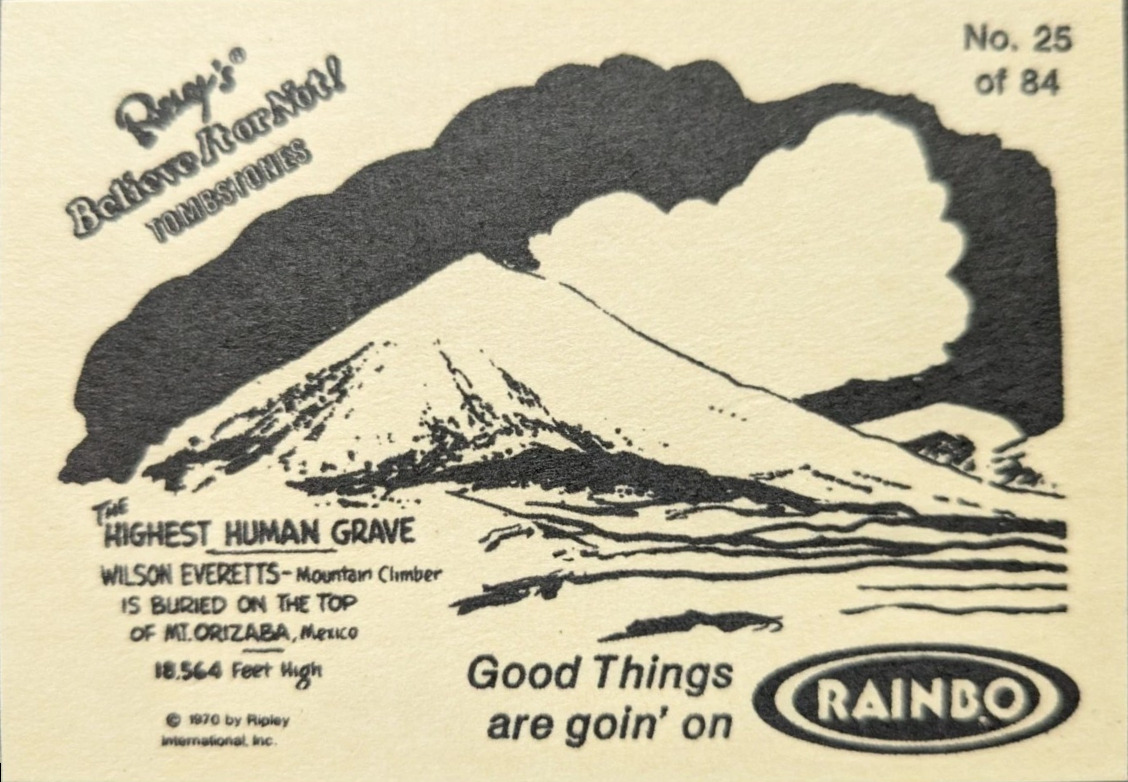 Ripley's®
Believe It or Not!
TOMBSTONES
No. 25
of 84
THE
HIGHEST HUMAN GRAVE
WILSON EVERETTS - Mountain Climber
IS BURIED ON THE TOP
OF MT. ORIZABA, Mexico
18.564 Feet High
© 1970 by Ripley
International, Inc.
Good Things
are goin' on
RAINBO